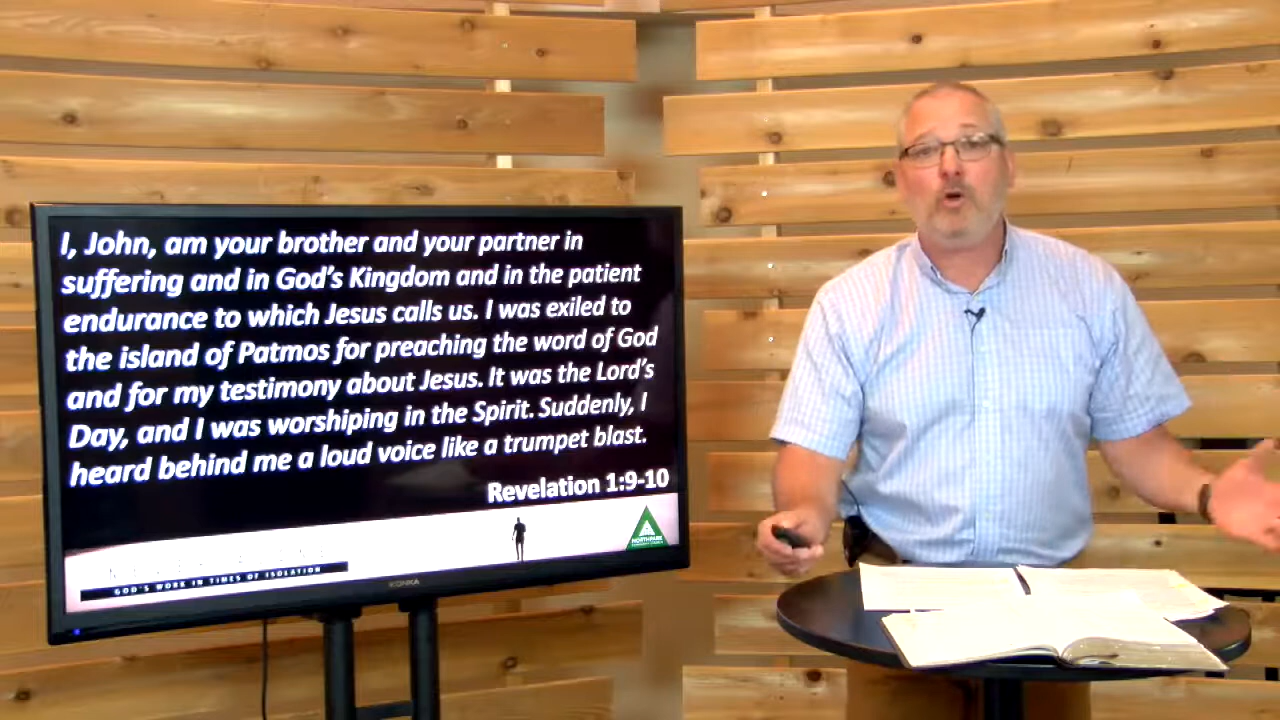 I, John, am your brother and your partner in
suffering and in God's Kingdom and in the patient
endurance to which Jesus calls us. I was exiled to
the island of Patmos for preaching the word of God
and for my testimony about Jesus. It was the Lord's
Day, and I was worshiping in the Spirit. Suddenly, I
heard behind me a loud voice like a trumpet blast.
Revelation 1:9-10
NORTHPARK
COMMUNITY CHURCH
GOD'S WORK IN TIMES OF ISOLATION
KONKA